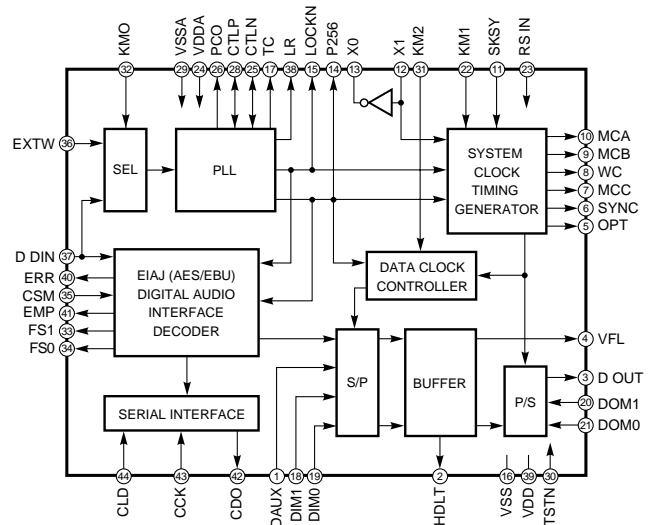 KMO
VSSA
VDDA
PCO
CTLP
CTLN
TC
LR
LOCKN
P256
X0
X1
KM2
KM1
SKSY
RS IN
32
29
24
26
28
25
17
38
15
14
13
12
31
22
11
23
EXTW 36
SEL
PLL
SYSTEM
CLOCK
TIMING
GENERATOR
10 MCA
9 MCB
8 WC
7 MCC
6 SYNC
5 OPT
D DIN 37
ERR 40
CSM 35
EMP 41
FS1 33
FS0 34
EIAJ (AES/EBU)
DIGITAL AUDIO
INTERFACE
DECODER
DATA CLOCK
CONTROLLER
S/P
BUFFER
P/S
4 VFL
3 D OUT
20 DOM1
21 DOM0
SERIAL INTERFACE
44
43
42
1
18
19
2
16
39
30
CLD
CCK
CDO
DAUX
DIM1
DIM0
HDLT
VSS
VDD
TSTN